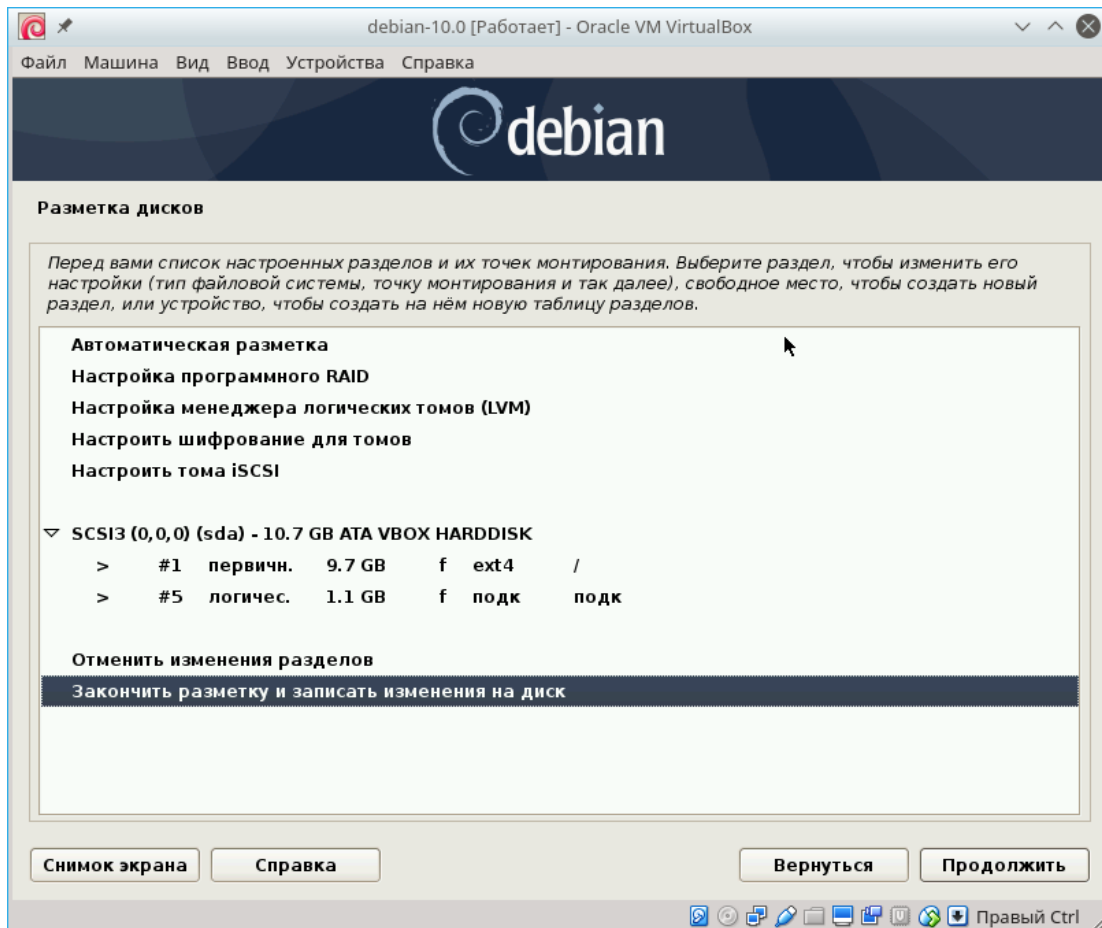 debian-10.0 [Работает] - Oracle VM VirtualBox
Файл Машина Вид Ввод Устройства Справка
debian
Разметка дисков
Перед вами список настроенных разделов и их точек монтирования. Выберите раздел, чтобы изменить его
настройки (тип файловой системы, точку монтирования и так далее), свободное место, чтобы создать новый
раздел, или устройство, чтобы создать на нём новую таблицу разделов.
Автоматическая разметка
Настройка программного RAID
Настройка менеджера логических томов (LVM)
Настроить шифрование для томов
Настроить тома iSCSI
SCSI3 (0,0,0) (sda) - 10.7 GB ATA VBOX HARDDISK
> #1 первичн. 9.7 GB f ext4 /
> #5 логичес. 1.1 GB f подк подк
Отменить изменения разделов
Закончить разметку и записать изменения на диск
Снимок экрана Справка Вернуться Продолжить
Правый Ctrl